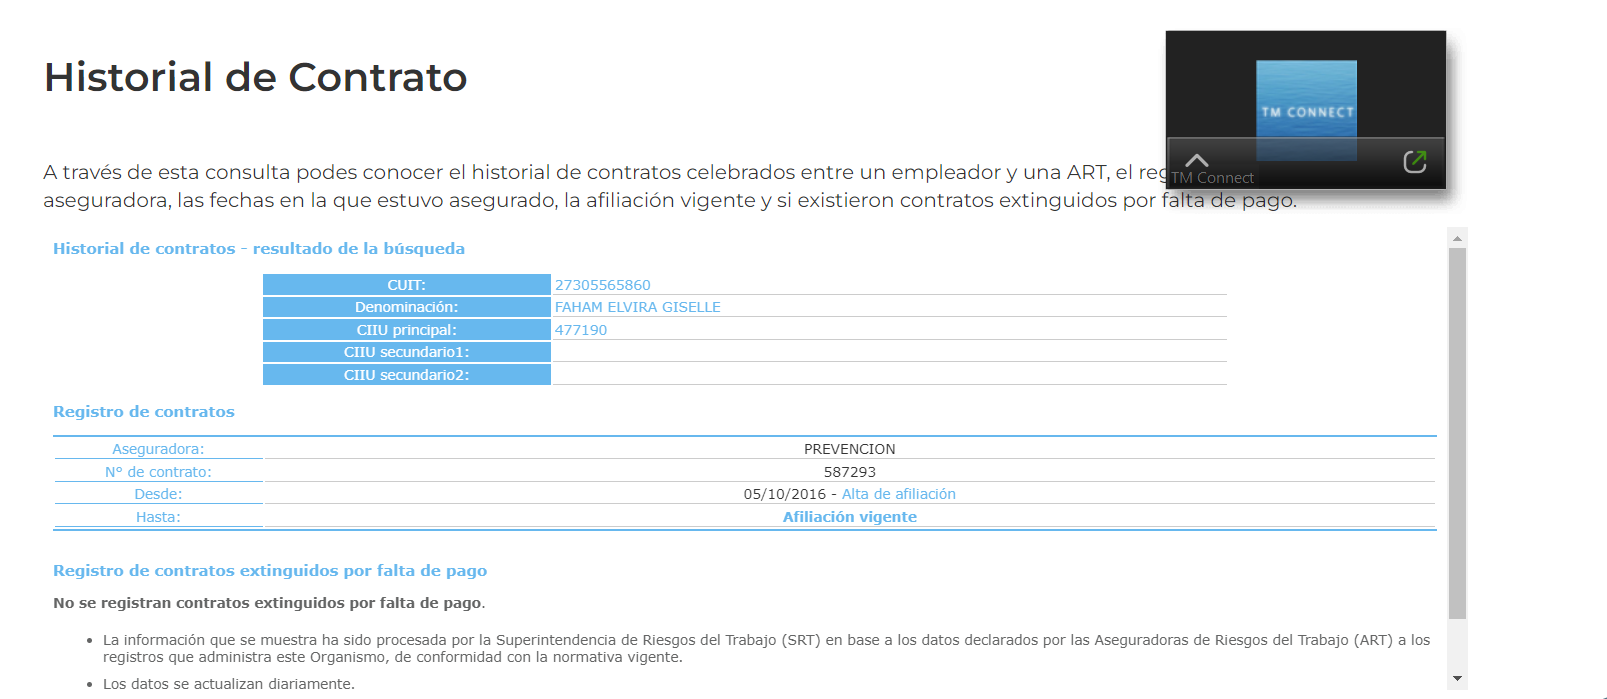 Historial de Contrato
TM CONNECT
TM Connect
A través de esta consulta podes conocer el historial de contratos celebrados entre un empleador y una ART, el
aseguradora, las fechas en la que estuvo asegurado, la afiliación vigente y si existieron contratos extinguidos por falta de pago.
Historial de contratos - resultado de la búsqueda
CUIT: 27305565860
Denominación: FAHAM ELVIRA GISELLE
CIIU principal: 477190
CIIU secundario1:
CIIU secundario2:
Registro de contratos
Aseguradora: PREVENCION
N° de contrato: 587293
Desde: 05/10/2016 - Alta de afiliación
Hasta: Afiliación vigente
Registro de contratos extinguidos por falta de pago
No se registran contratos extinguidos por falta de pago.
• La información que se muestra ha sido procesada por la Superintendencia de Riesgos del Trabajo (SRT) en base a los datos declarados por las Aseguradoras de Riesgos del Trabajo (ART) a los
registros que administra este Organismo, de conformidad con la normativa vigente.
• Los datos se actualizan diariamente.